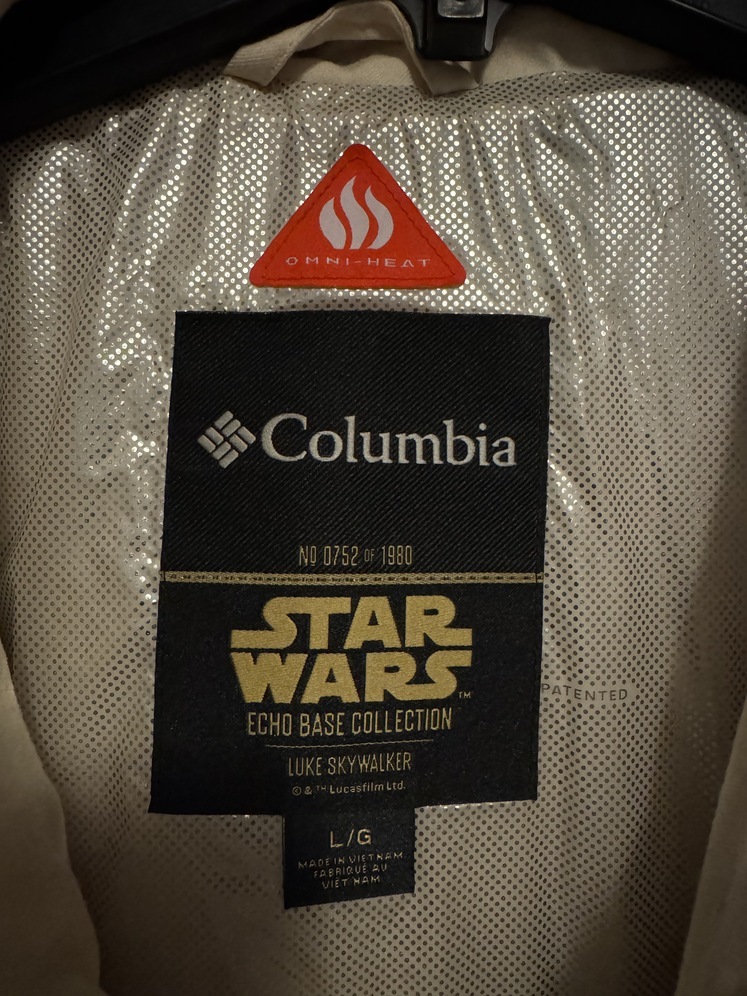 OMNI-HEAT
Columbia
Nº 0752 OF 1980
STAR
WARS™
ECHO BASE COLLECTION
LUKE SKYWALKER
© & ™ Lucasfilm Ltd.
PATENTED
L/G
MADE IN VIETNAM
FABRIQUÉ AU
VIET NAM